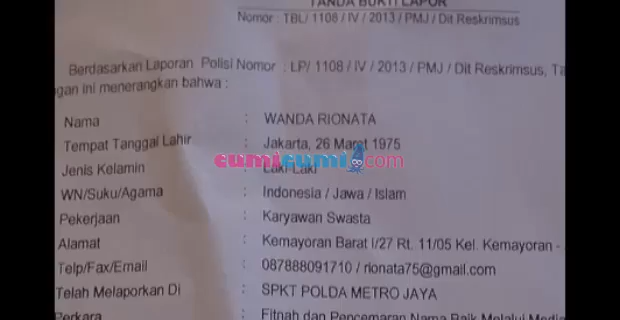 TANDA BUKTI LAPOR
Nomor : TBL/ 1108 / IV / 2013 / PMJ / Dit Reskrimsus
Berdasarkan Laporan Polisi Nomor : LP/ 1108 / IV / 2013 / PMJ / Dit Reskrimsus, Ta
ngan ini menerangkan bahwa :
Nama : WANDA RIONATA
Tempat Tanggal Lahir : Jakarta, 26 Maret 1975
cumicumi.com
Jenis Kelamin : Laki-Laki
WN/Suku/Agama : Indonesia / Jawa / Islam
Pekerjaan : Karyawan Swasta
Alamat : Kemayoran Barat I/27 Rt. 11/05 Kel. Kemayoran -
Telp/Fax/Email : 087888091710 / rionata75@gmail.com
Telah Melaporkan Di : SPKT POLDA METRO JAYA
Perkara : Fitnah dan Pencemaran Nama Baik Melalui Media